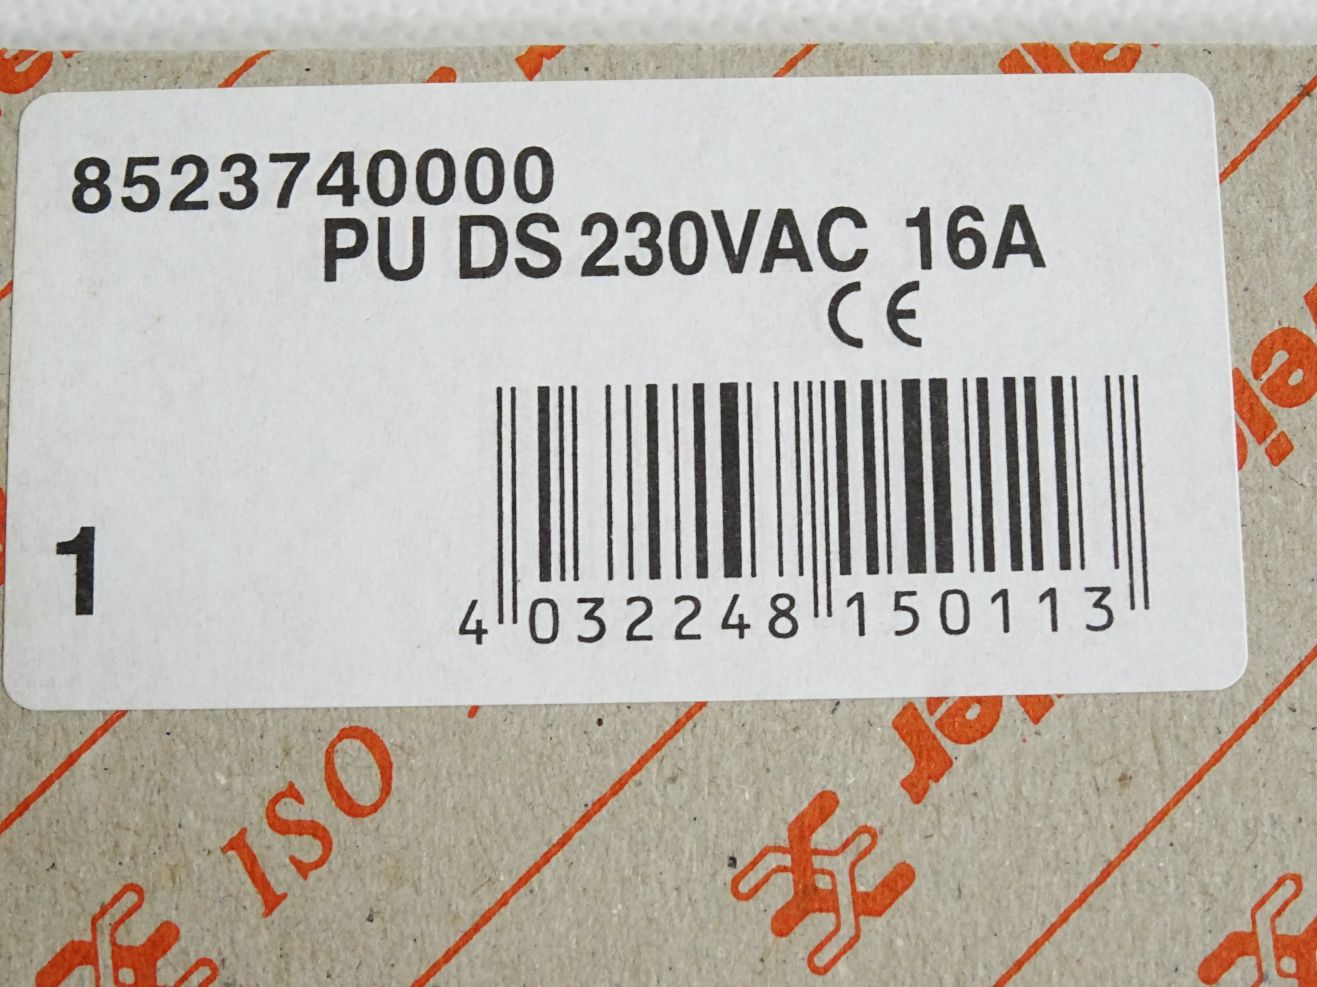 8523740000
PU DS 230VAC 16A
CE
1
4 032248 150113
ISO